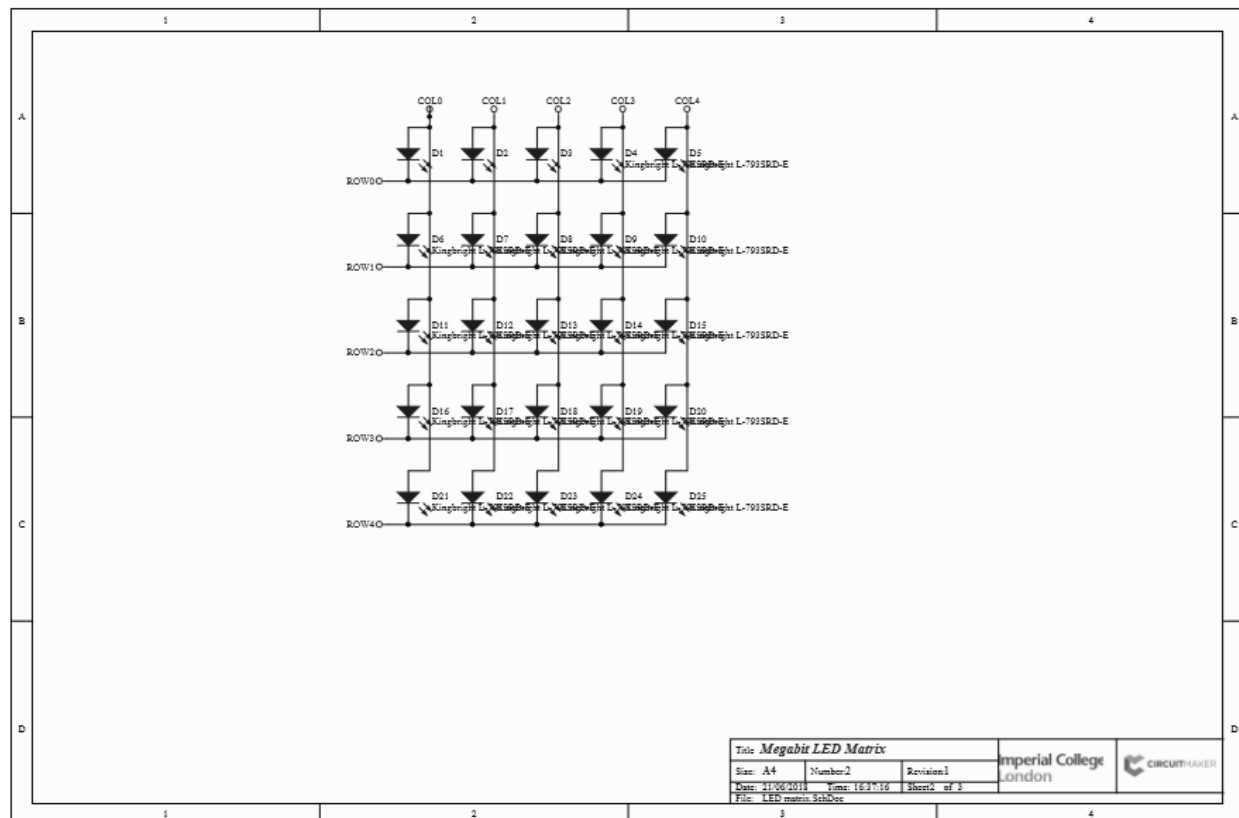 1 2 3 4
COL0 COL1 COL2 COL3 COL4
A A
D1 D2 D3 D4 D5
Kingbright L-793SRD-E
ROW0
D6 D7 D8 D9 D10
Kingbright L-793SRD-E
ROW1
B B
D11 D12 D13 D14 D15
Kingbright L-793SRD-E
ROW2
D16 D17 D18 D19 D20
Kingbright L-793SRD-E
ROW3
D21 D22 D23 D24 D25
Kingbright L-793SRD-E
ROW4
C C
D D
Title Megabit LED Matrix
Size: A4 Number:2 Revision:1
Date: 21/06/2018 Time: 16:37:16 Sheet2 of 3
File: LED matrix.SchDoc
Imperial College
London
CIRCUITMAKER
1 2 3 4